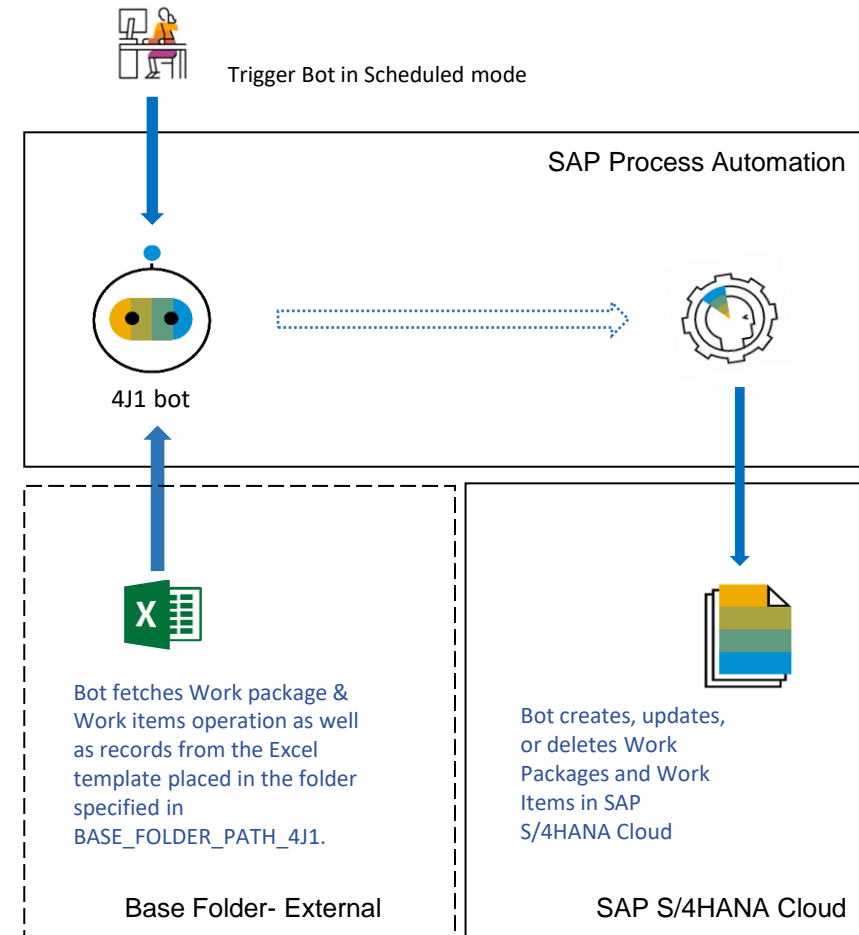 Trigger Bot in Scheduled mode
SAP Process Automation
4J1 bot
X
Bot fetches Work package &
Work items operation as well
as records from the Excel
template placed in the folder
specified in
BASE_FOLDER_PATH_4J1.
Base Folder- External
Bot creates, updates,
or deletes Work
Packages and Work
Items in SAP
S/4HANA Cloud
SAP S/4HANA Cloud